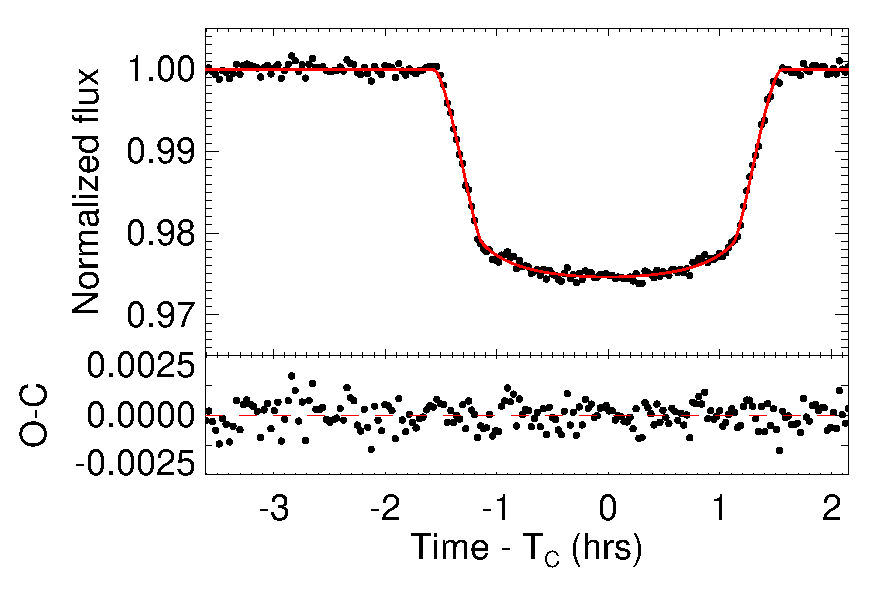 Normalized flux
1.00
0.99
0.98
0.97
O-C
0.0025
0.0000
-0.0025
-3 -2 -1 0 1 2
Time - TC (hrs)